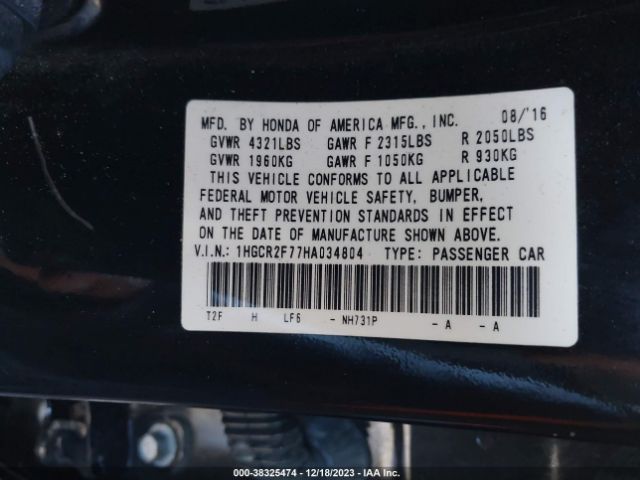 MFD. BY HONDA OF AMERICA MFG., INC. 08/'16
GVWR 4321LBS GAWR F 2315LBS R 2050LBS
GVWR 1960KG GAWR F 1050KG R 930KG
THIS VEHICLE CONFORMS TO ALL APPLICABLE
FEDERAL MOTOR VEHICLE SAFETY, BUMPER,
AND THEFT PREVENTION STANDARDS IN EFFECT
ON THE DATE OF MANUFACTURE SHOWN ABOVE.
V.I.N.: 1HGCR2F77HA034804 TYPE: PASSENGER CAR
T2F H LF6 - NH731P - A - A
000-38325474 - 12/18/2023 - IAA Inc.